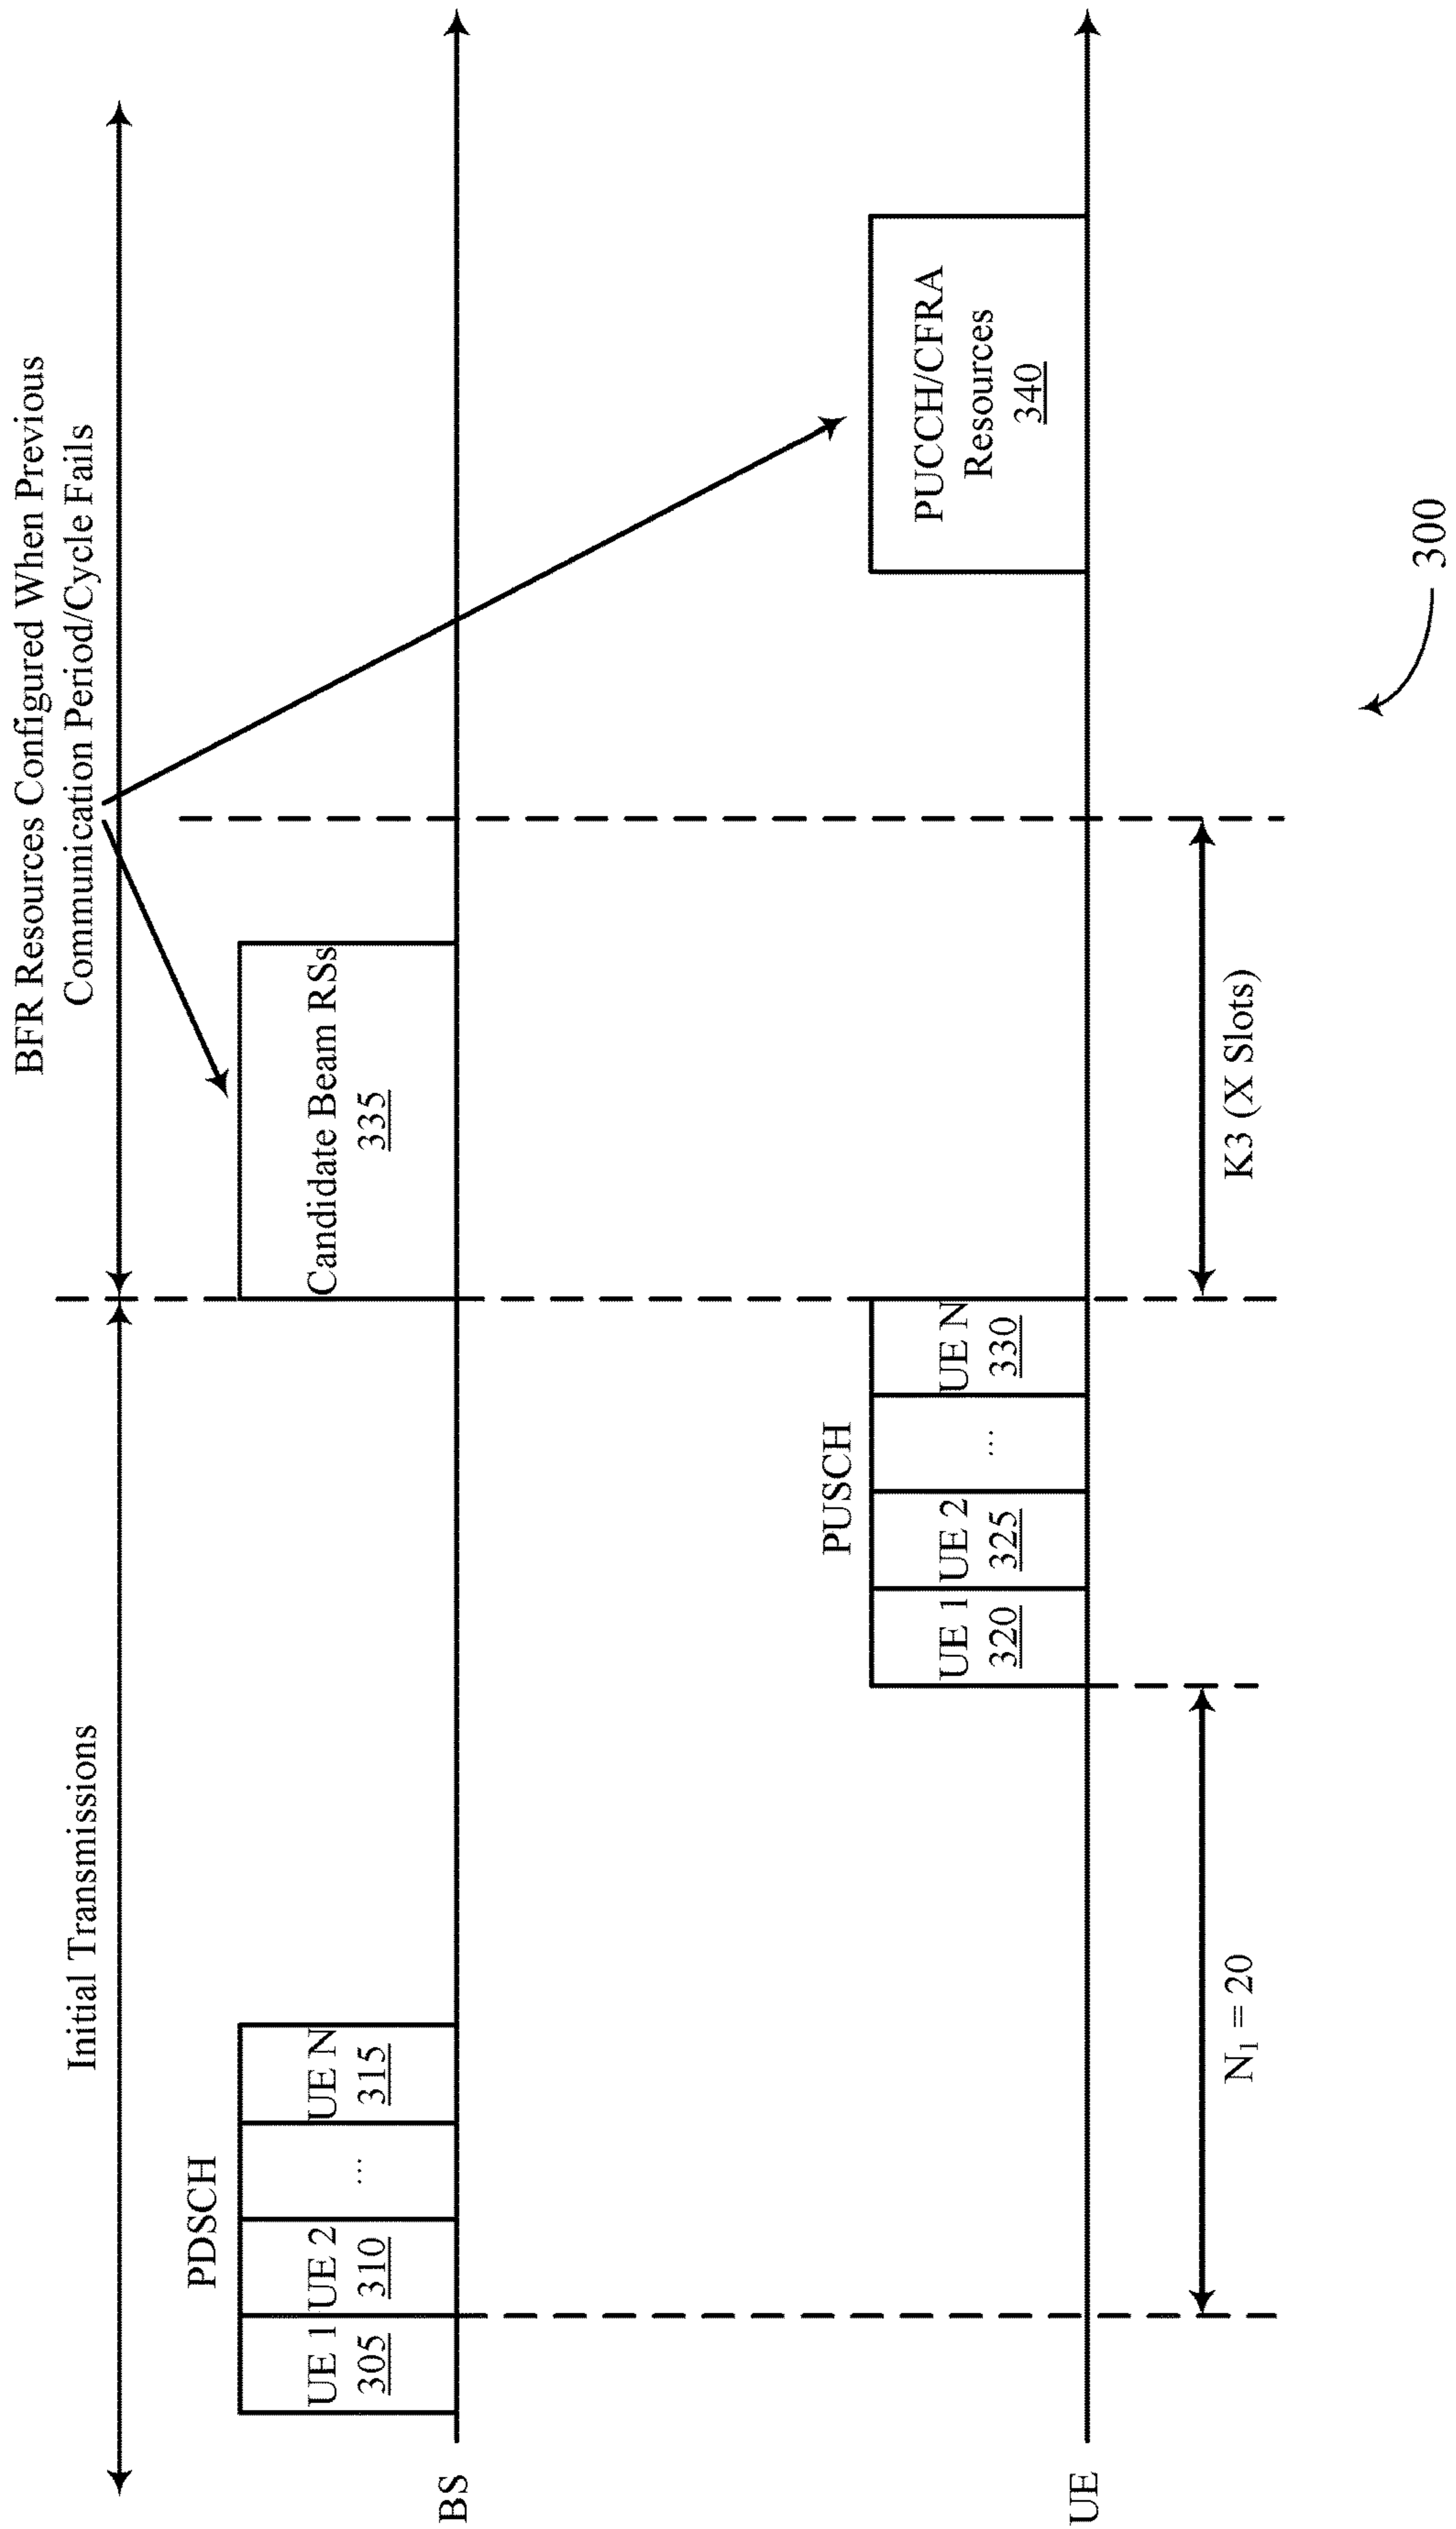 Initial Transmissions
BFR Resources Configured When Previous
Communication Period/Cycle Fails
PDSCH
UE 1
305
UE 2
310
...
UE N
315
Candidate Beam RSs
335
BS
PUSCH
UE 1
320
UE 2
325
...
UE N
330
PUCCH/CFRA
Resources
340
UE
N₁ = 20
K3 (X Slots)
300